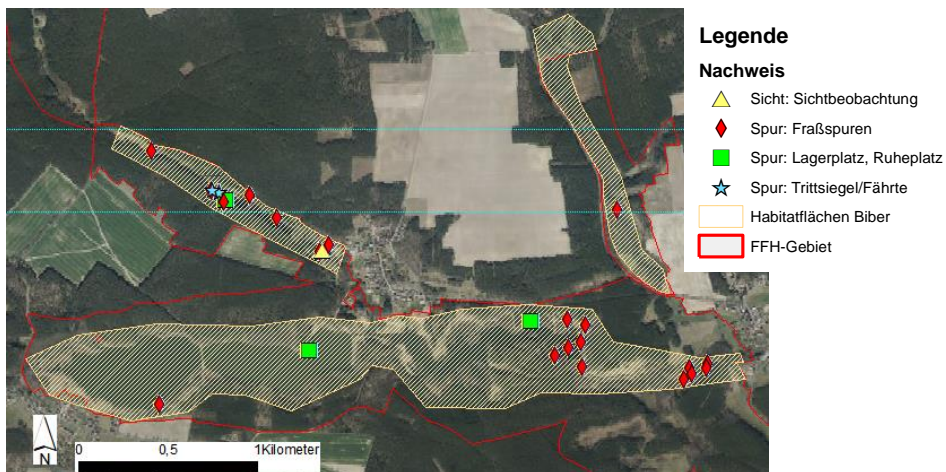 Legende
Nachweis
Sicht: Sichtbeobachtung
Spur: Fraßspuren
Spur: Lagerplatz, Ruheplatz
Spur: Trittsiegel/Fährte
Habitatflächen Biber
FFH-Gebiet
N
0 0,5 1Kilometer